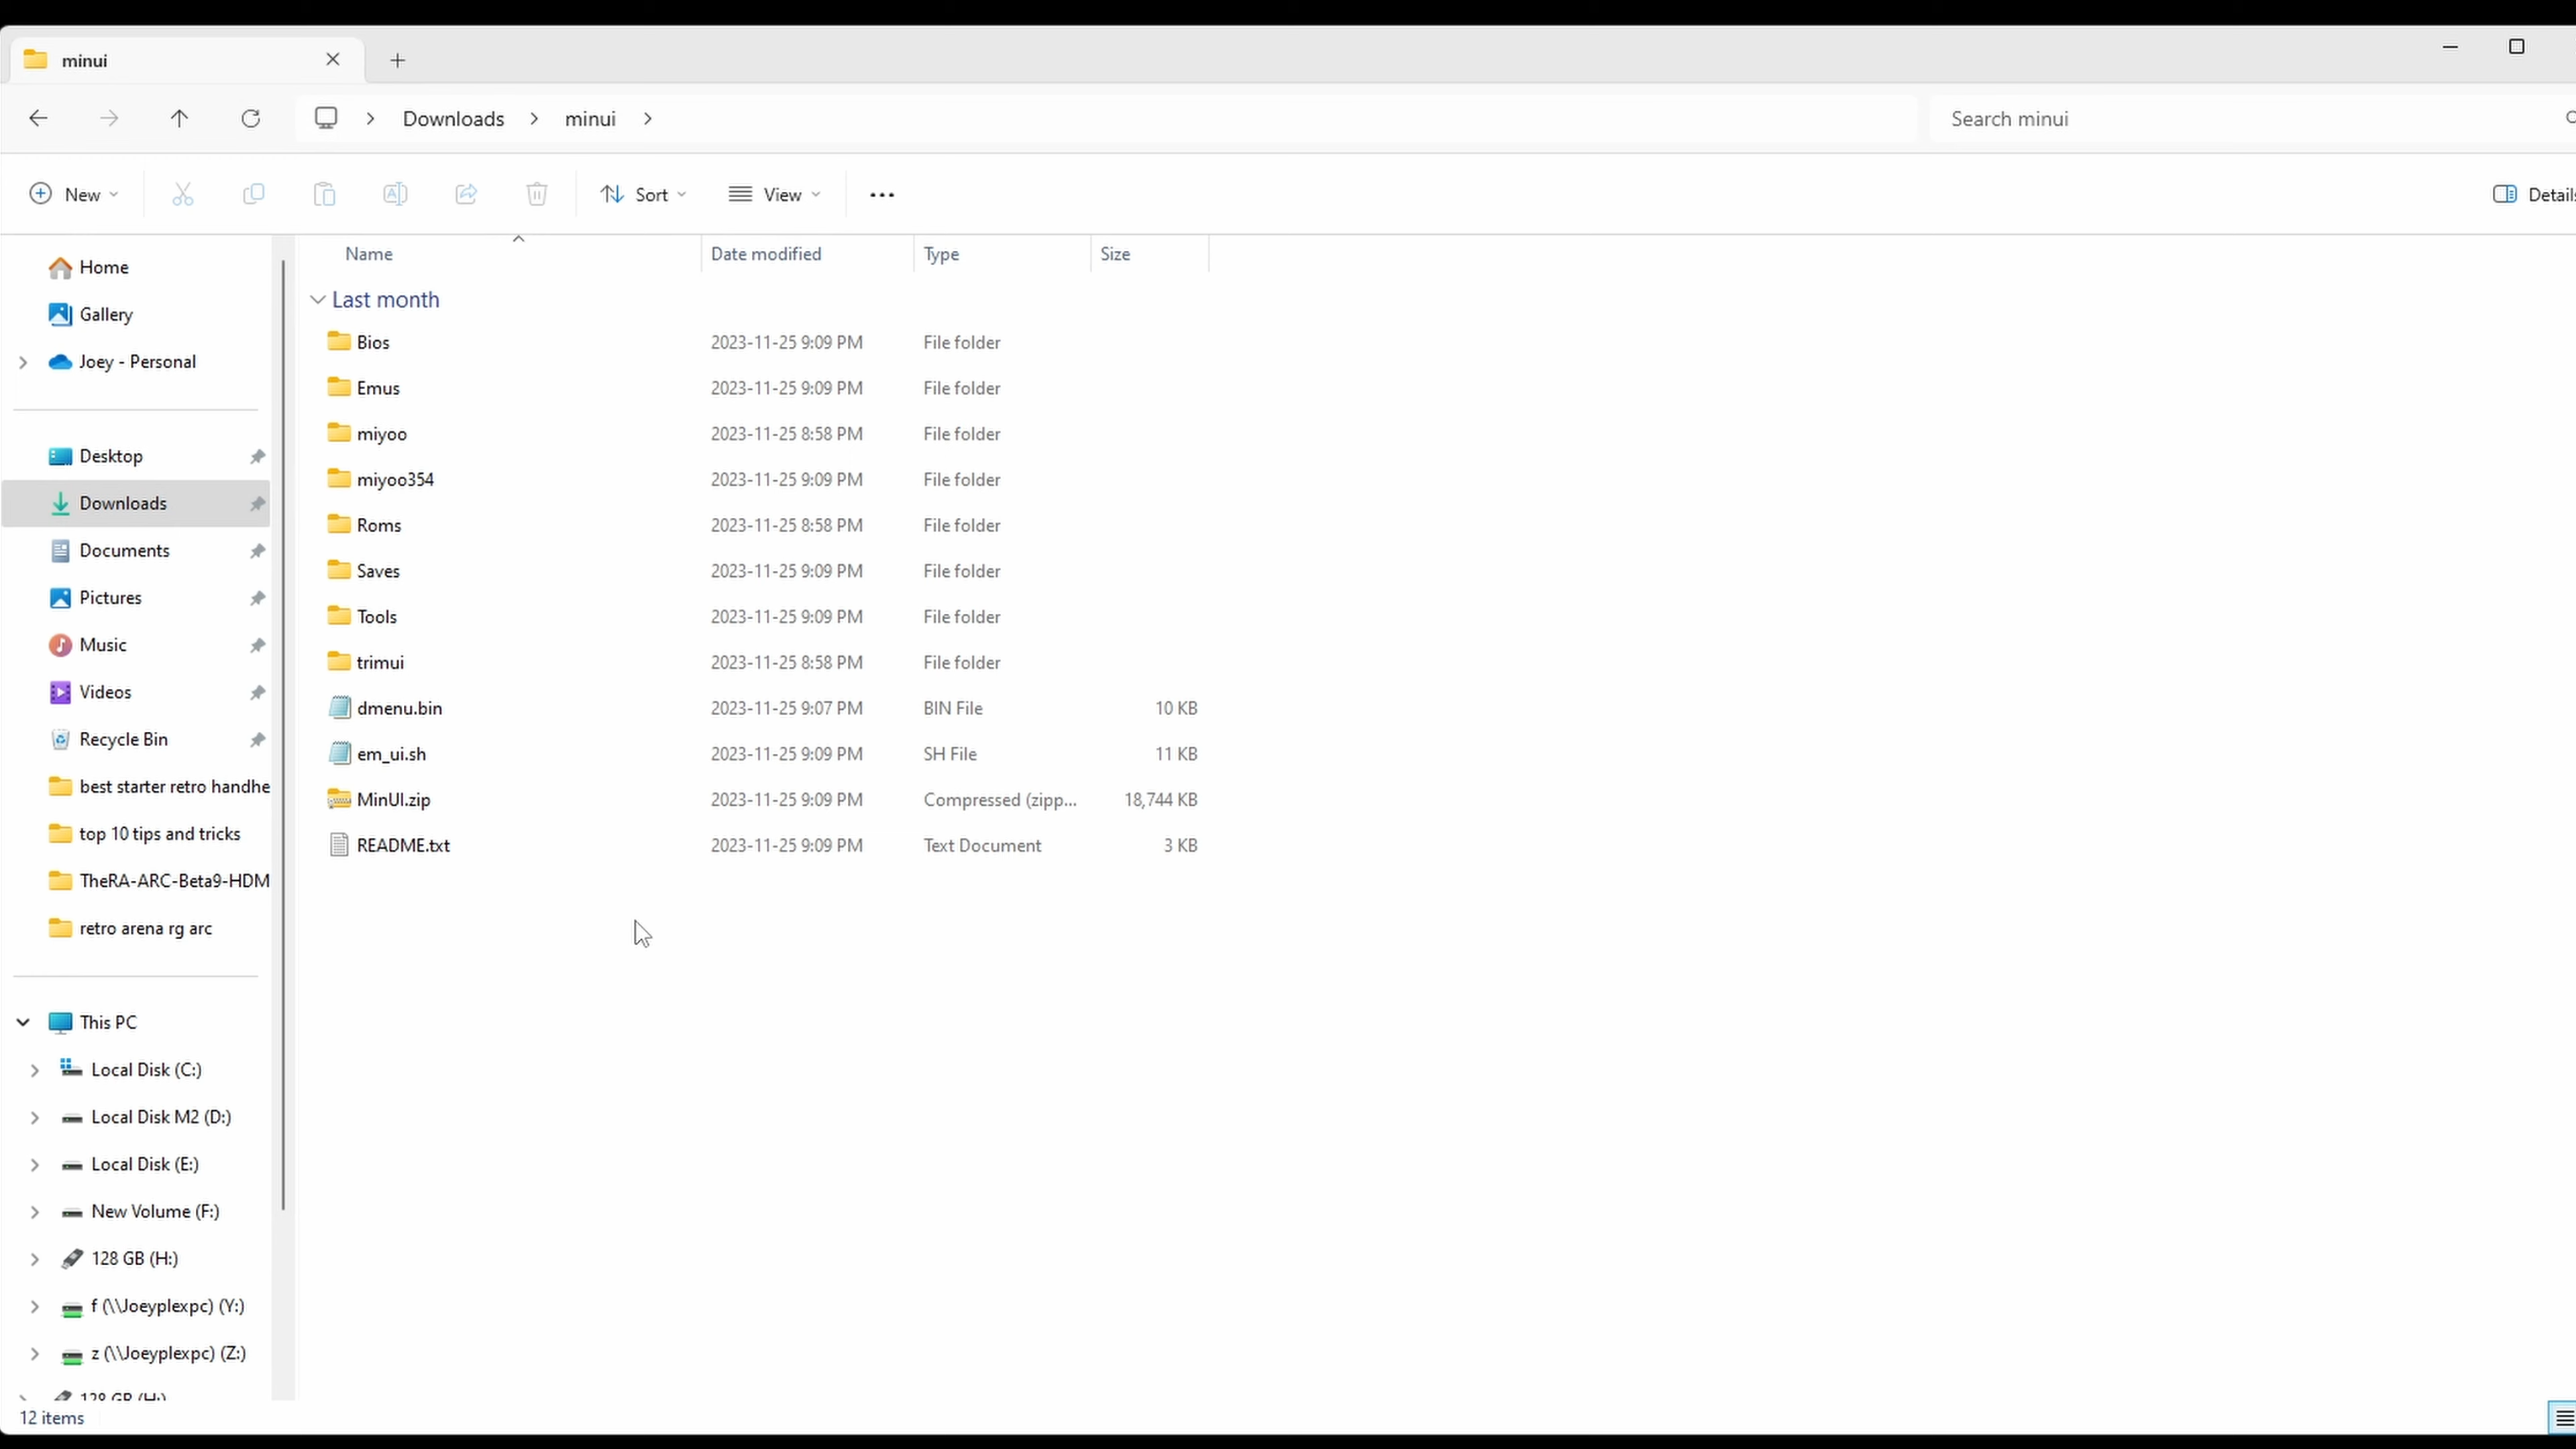 minui
Downloads
minui
Search minui
New
Sort
View
Details
Name
Date modified
Type
Size
Home
Gallery
Joey - Personal
Desktop
Downloads
Documents
Pictures
Music
Videos
Recycle Bin
best starter retro handhe
top 10 tips and tricks
TheRA-ARC-Beta9-HDM
retro arena rg arc
This PC
Local Disk (C:)
Local Disk M2 (D:)
Local Disk (E:)
New Volume (F:)
128 GB (H:)
f (\\Joeyplexpc) (Y:)
z (\\Joeyplexpc) (Z:)
128 GB (H:)
Last month
Bios 2023-11-25 9:09 PM File folder
Emus 2023-11-25 9:09 PM File folder
miyoo 2023-11-25 8:58 PM File folder
miyoo354 2023-11-25 9:09 PM File folder
Roms 2023-11-25 8:58 PM File folder
Saves 2023-11-25 9:09 PM File folder
Tools 2023-11-25 9:09 PM File folder
trimui 2023-11-25 8:58 PM File folder
dmenu.bin 2023-11-25 9:07 PM BIN File 10 KB
em_ui.sh 2023-11-25 9:09 PM SH File 11 KB
MinUI.zip 2023-11-25 9:09 PM Compressed (zipp... 18,744 KB
README.txt 2023-11-25 9:09 PM Text Document 3 KB
12 items